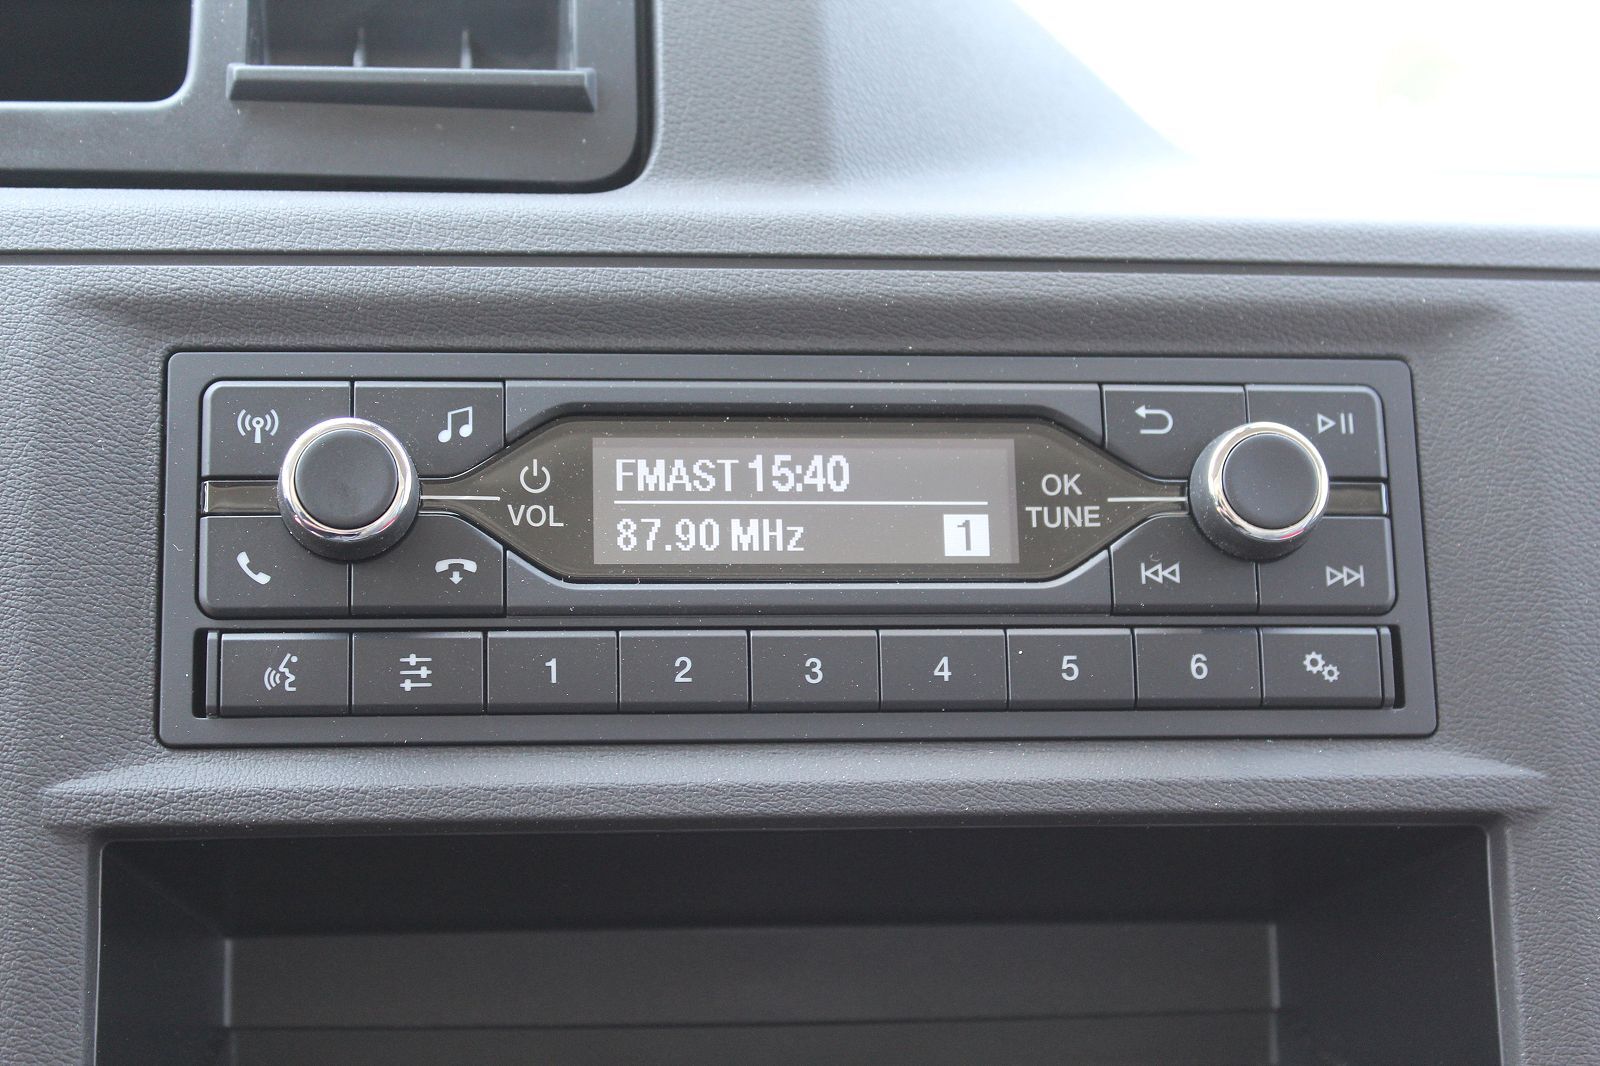 FMAST 15:40
87.90 MHz 1
VOL
OK
TUNE
1 2 3 4 5 6